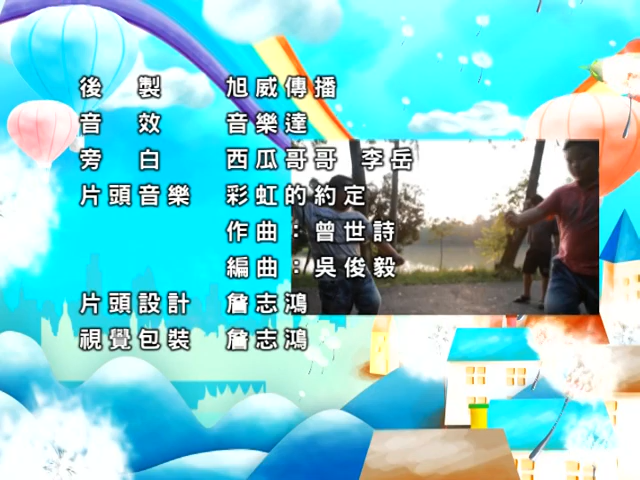 後 製 旭威傳播
音 效 音樂達
旁 白 西瓜哥哥 李岳
片頭音樂 彩虹的約定
作曲：曾世詩
編曲：吳俊毅
片頭設計 詹志鴻
視覺包裝 詹志鴻